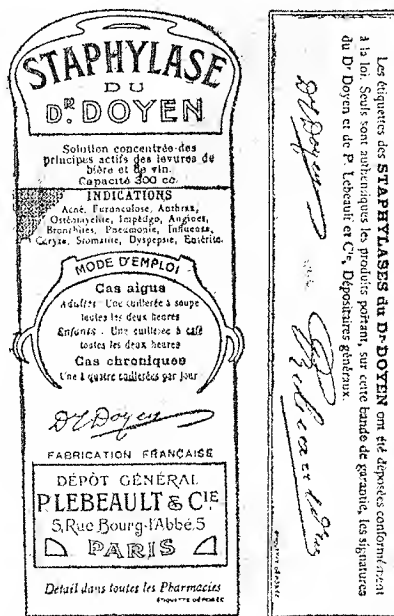 STAPHYLASE
DU
DR DOYEN
Solution concentrée des
principes actifs des levures de
bière et de vin.
Capacité 300 cc.
INDICATIONS
Acné, Furonculose, Anthrax,
Ostéomyélite, Impétigo, Angines,
Bronchites, Pneumonie, Influenza,
Coryza, Stomatite, Dyspepsie, Entérite.
MODE D'EMPLOI
Cas aigus
Adultes : Une cuillerée à soupe
toutes les deux heures
Enfants : Une cuillerée à café
toutes les deux heures
Cas chroniques
Une à quatre cuillerées par jour
Dr Doyen
FABRICATION FRANÇAISE
DÉPÔT GÉNÉRAL
P.LEBEAULT & CIE
5, Rue Bourg-l'Abbé, 5
PARIS
Détail dans toutes les Pharmacies
ÉTIQUETTE DÉPOSÉE
Les étiquettes des STAPHYLASES du Dr DOYEN ont été déposées conformément
à la loi. Seuls sont authentiques les produits portant, sur cette bande de garantie, les signatures
du Dr Doyen et de P. Lebeault et Cie, Dépositaires généraux.
Dr Doyen
ÉTIQUETTE DÉPOSÉE